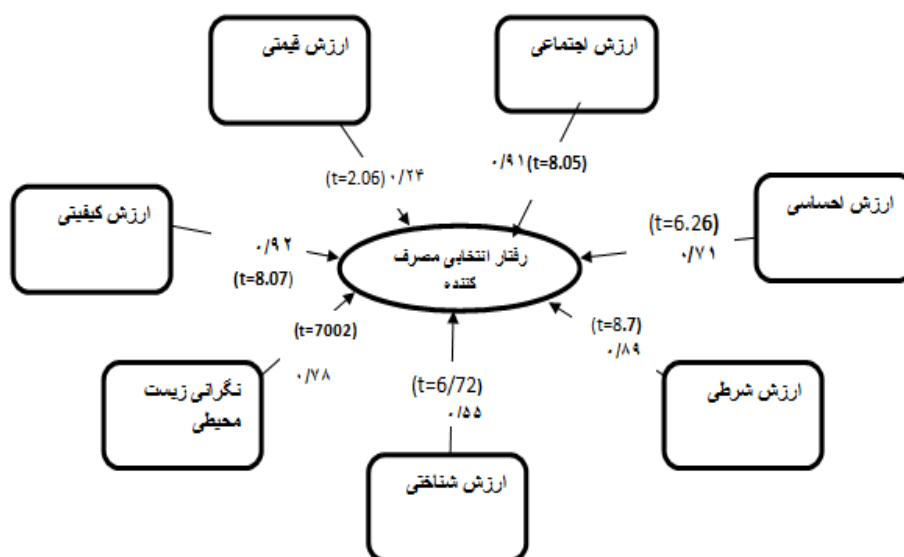 ارزش قیمتی
ارزش اجتماعی
(t=2.06) ۰/۲۴
۰/۹۱ (t=8.05)
ارزش کیفیتی
ارزش احساسی
(t=6.26)
۰/۷۱
۰/۹۲
(t=8.07)
رفتار انتخابی مصرف
کننده
(t=7002)
۰/۷۸
(t=8.7)
۰/۸۹
نگرانی زیست
محیطی
(t=6/72)
۰/۵۵
ارزش شرطی
ارزش شناختی